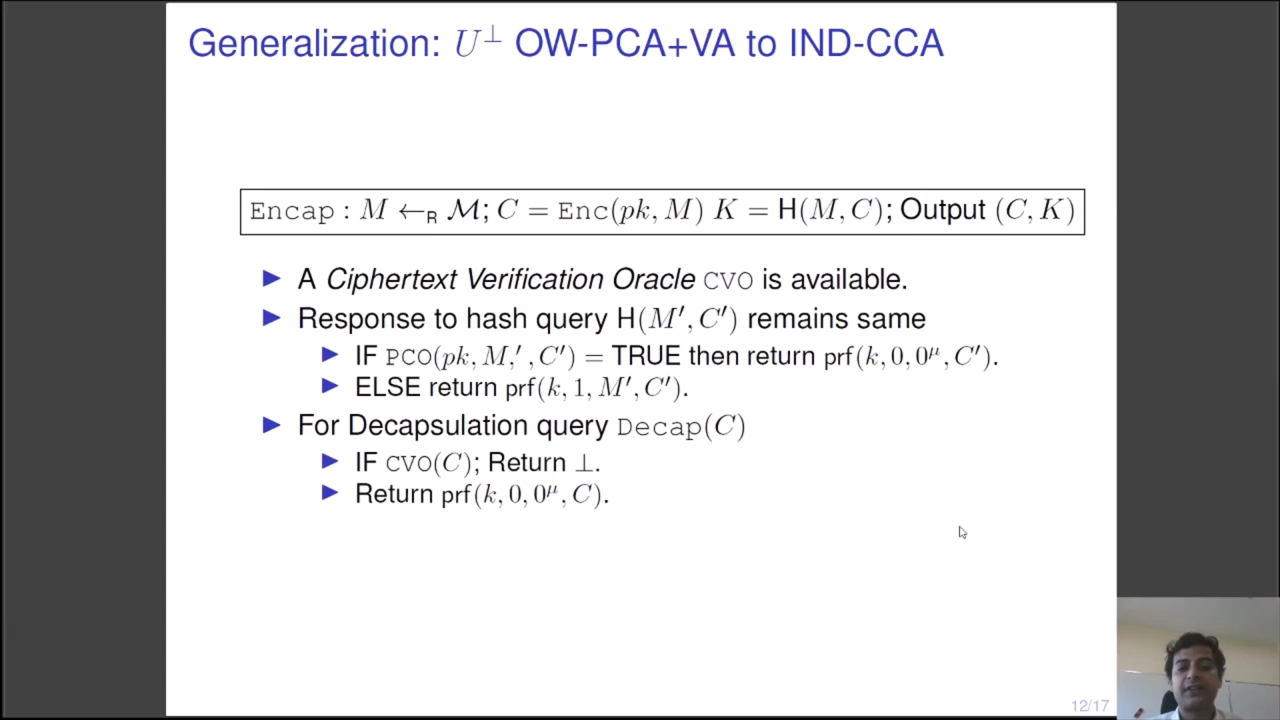 Generalization: U⊥ OW-PCA+VA to IND-CCA
Encap : M ←R ℳ; C = Enc(pk, M) K = H(M, C); Output (C, K)
▶ A Ciphertext Verification Oracle CVO is available.
▶ Response to hash query H(M′, C′) remains same
▶ IF PCO(pk, M,′ , C′) = TRUE then return prf(k, 0, 0^μ, C′).
▶ ELSE return prf(k, 1, M′, C′).
▶ For Decapsulation query Decap(C)
▶ IF CVO(C); Return ⊥.
▶ Return prf(k, 0, 0^μ, C).
12/17